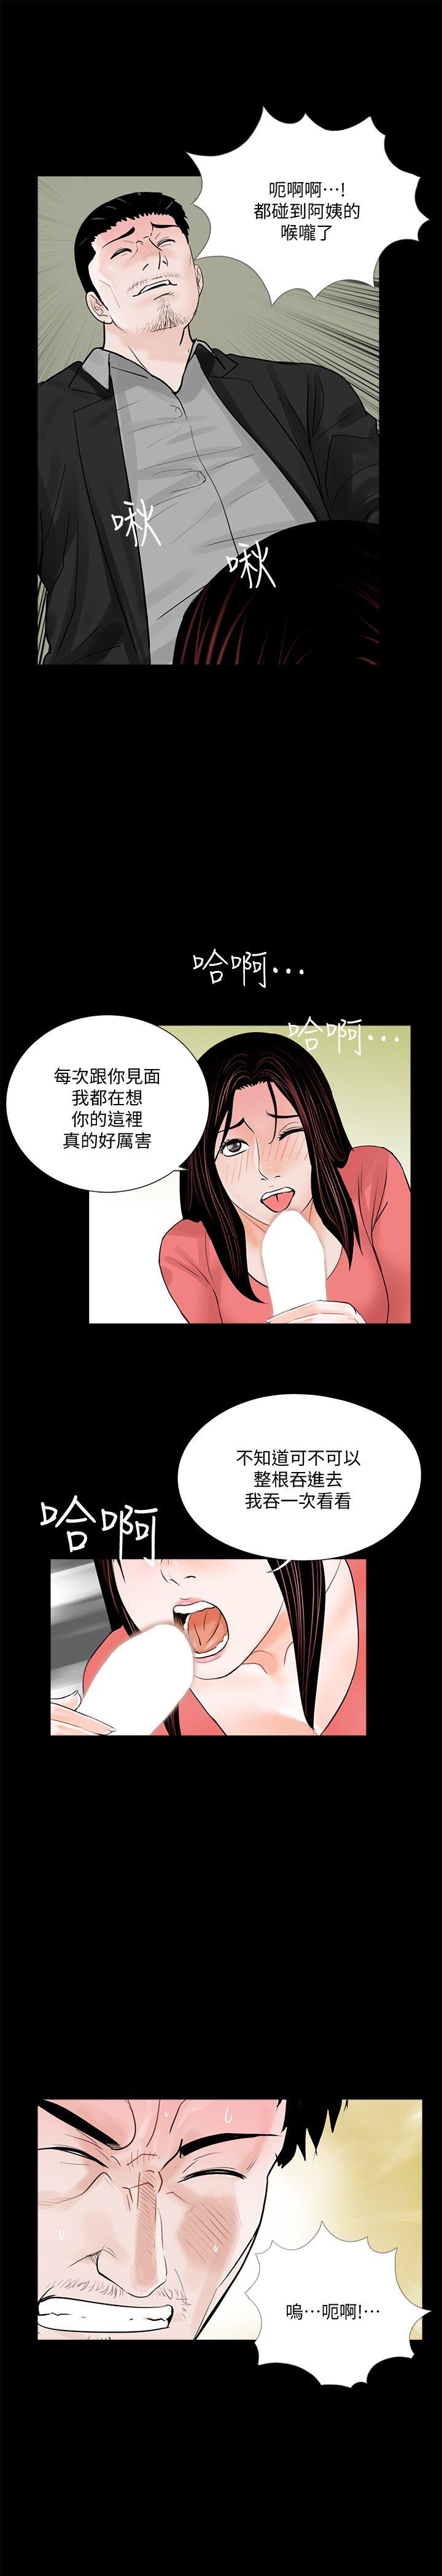 呃啊啊…!
都碰到阿姨的
喉嚨了
啾
啾
哈啊…
哈啊…
每次跟你見面
我都在想
你的這裡
真的好厲害
不知道可不可以
整根吞進去
我吞一次看看
哈啊
嗚…呃啊!…